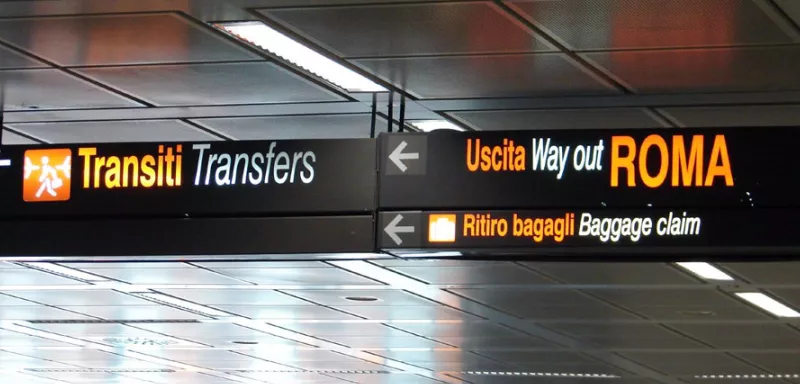 Transiti Transfers
Uscita Way out ROMA
Ritiro bagagli Baggage claim